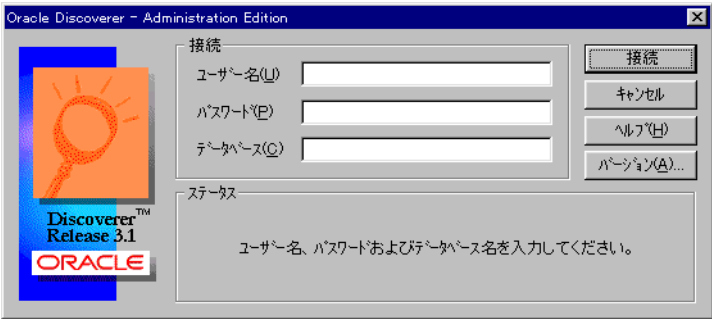 Oracle Discoverer - Administration Edition
接続
ユーザー名(U)
パスワード(P)
データベース(C)
接続
キャンセル
ヘルプ(H)
バージョン(A)...
Discoverer™
Release 3.1
ORACLE
ステータス
ユーザー名、パスワードおよびデータベース名を入力してください。